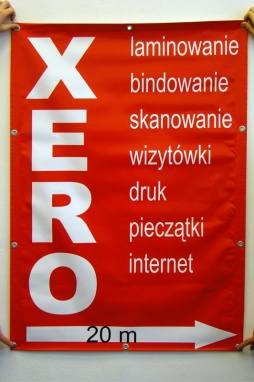 XERO
laminowanie
bindowanie
skanowanie
wizytówki
druk
pieczątki
internet
20 m